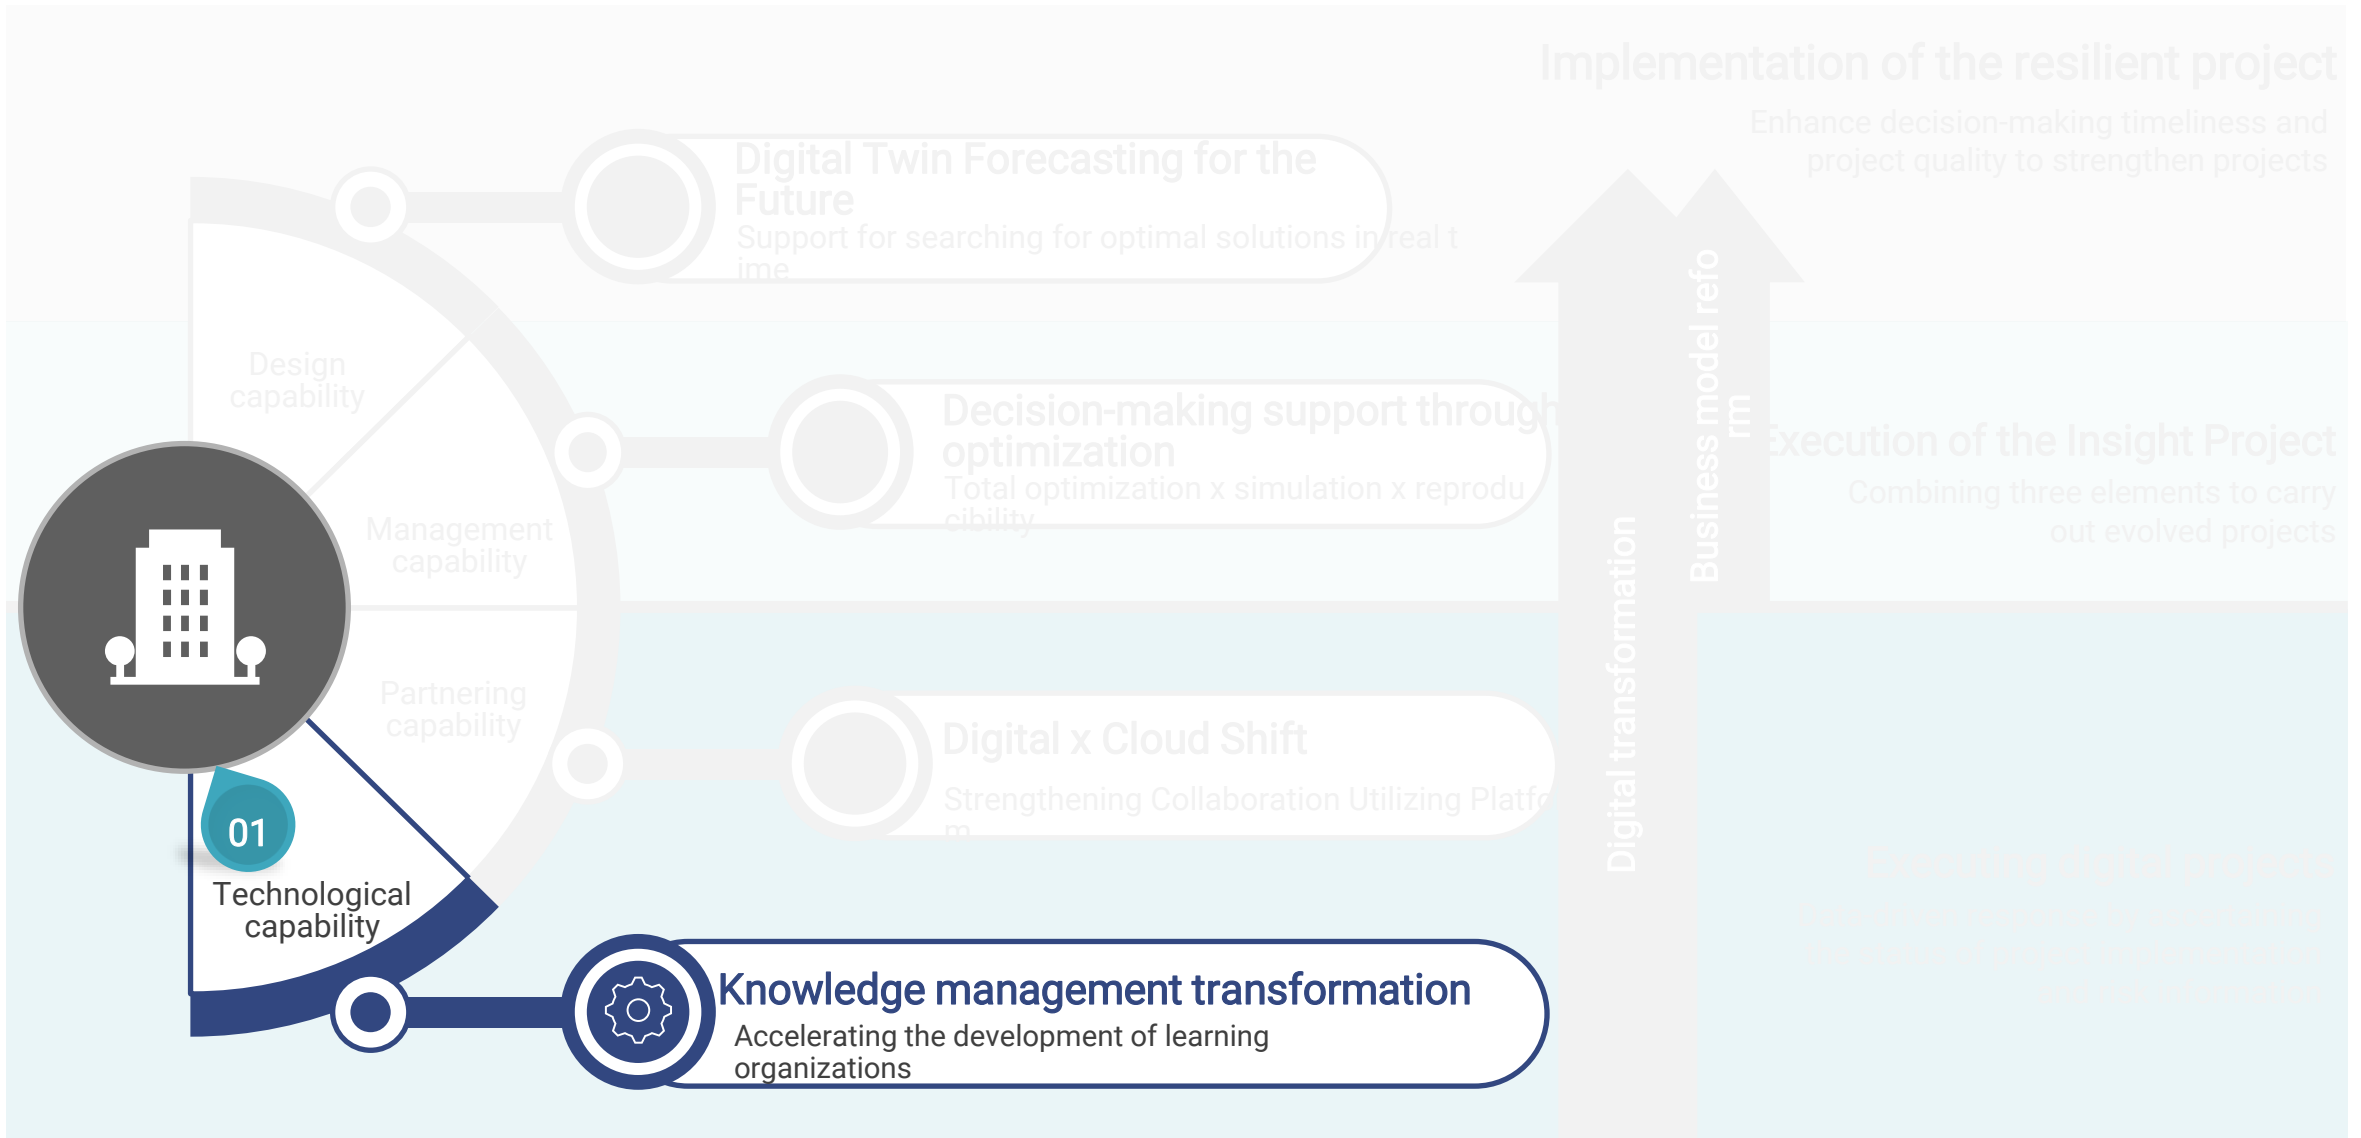 Implementation of the resilient project
Enhance decision-making timeliness and
project quality to strengthen projects
Digital Twin Forecasting for the
Future
Support for searching for optimal solutions in real t
ime
Design
capability
Decision-making support through
optimization
Total optimization x simulation x reprodu
cibility
Business model refo
rm
Execution of the Insight Project
Combining three elements to carry
out evolved projects
Management
capability
Digital transformation
Partnering
capability
Digital x Cloud Shift
Strengthening Collaboration Utilizing Platfo
m
01
Technological
capability
Knowledge management transformation
Accelerating the development of learning
organizations